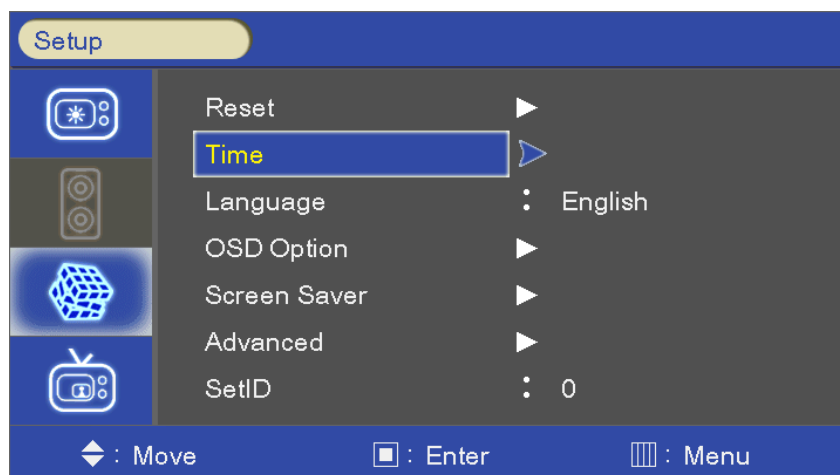 Setup
Reset
Time
Language : English
OSD Option
Screen Saver
Advanced
SetID : 0
: Move : Enter : Menu